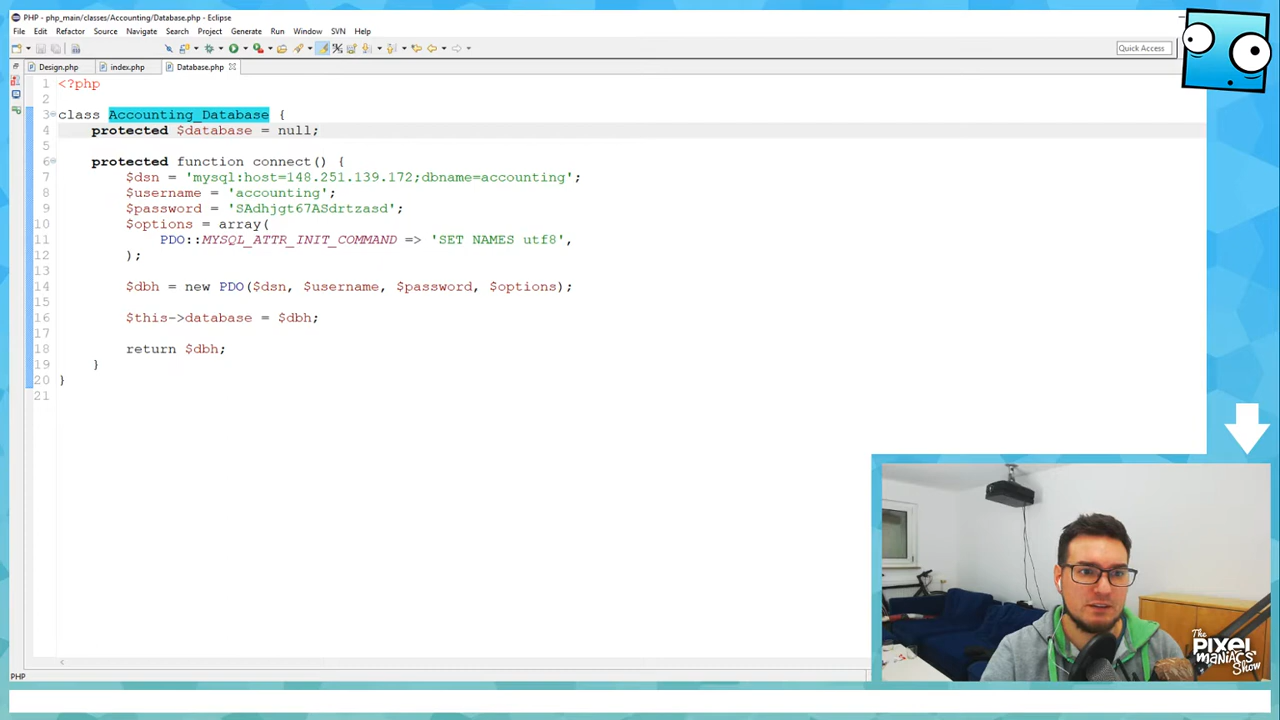 PHP - php_main/classes/Accounting/Database.php - Eclipse
File Edit Refactor Source Navigate Search Project Generate Run Window SVN Help
Quick Access
Design.php index.php Database.php
1 <?php
2
3 class Accounting_Database {
4 protected $database = null;
5
6 protected function connect() {
7 $dsn = 'mysql:host=148.251.139.172;dbname=accounting';
8 $username = 'accounting';
9 $password = 'SAdhjgt67ASdrtzasd';
10 $options = array(
11 PDO::MYSQL_ATTR_INIT_COMMAND => 'SET NAMES utf8',
12 );
13
14 $dbh = new PDO($dsn, $username, $password, $options);
15
16 $this->database = $dbh;
17
18 return $dbh;
19 }
20 }
21
The
PIXEL
MANIACS'
Show
PHP